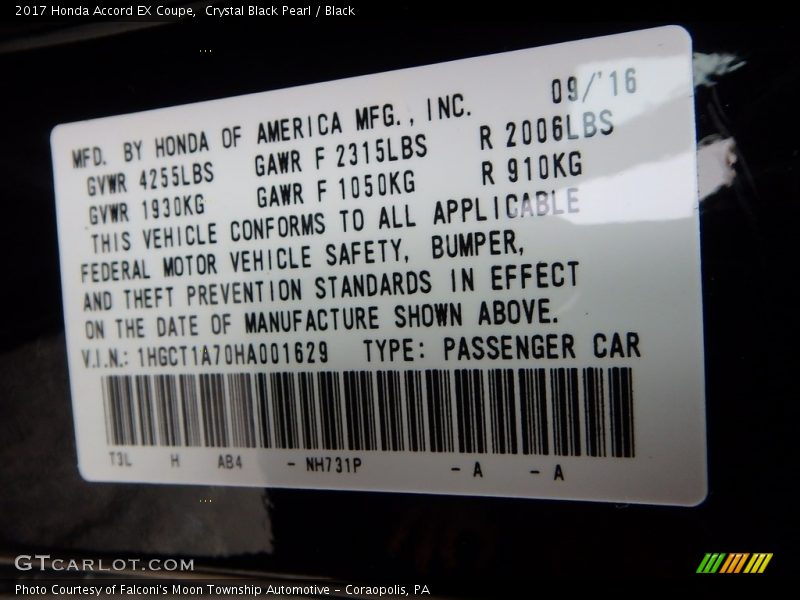 2017 Honda Accord EX Coupe, Crystal Black Pearl / Black
09/'16
MFD. BY HONDA OF AMERICA MFG., INC.
GVWR 4255LBS GAWR F 2315LBS R 2006LBS
GVWR 1930KG GAWR F 1050KG R 910KG
THIS VEHICLE CONFORMS TO ALL APPLICABLE
FEDERAL MOTOR VEHICLE SAFETY, BUMPER,
AND THEFT PREVENTION STANDARDS IN EFFECT
ON THE DATE OF MANUFACTURE SHOWN ABOVE.
V.I.N.: 1HGCT1A70HA001629 TYPE: PASSENGER CAR
T3L H AB4 - NH731P - A - A
GTCARLOT.COM
Photo Courtesy of Falconi's Moon Township Automotive - Coraopolis, PA